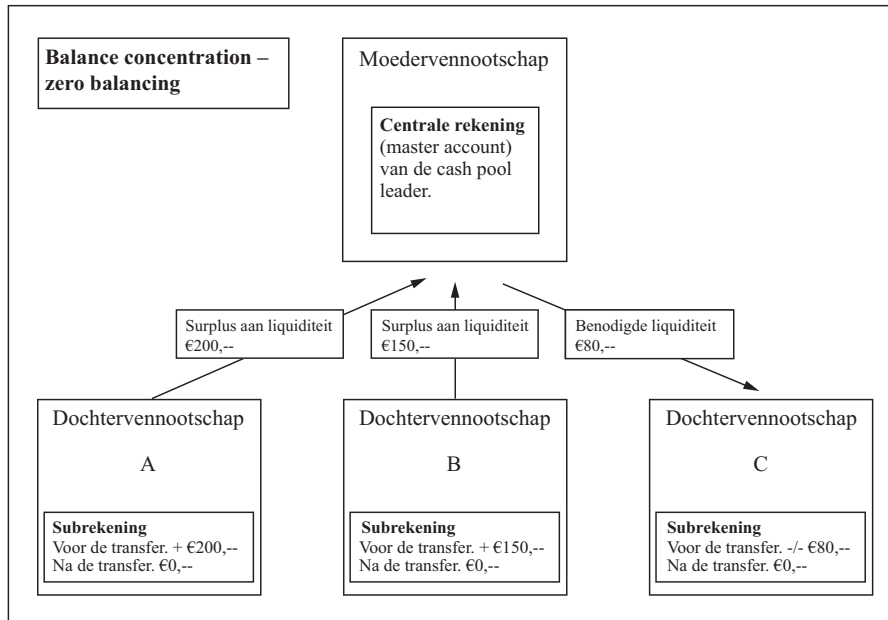 Balance concentration –
zero balancing
Moedervennootschap
Centrale rekening
(master account)
van de cash pool
leader.
Surplus aan liquiditeit
€200,--
Surplus aan liquiditeit
€150,--
Benodigde liquiditeit
€80,--
Dochtervennootschap
A
Subrekening
Voor de transfer. + €200,--
Na de transfer. €0,--
Dochtervennootschap
B
Subrekening
Voor de transfer. + €150,--
Na de transfer. €0,--
Dochtervennootschap
C
Subrekening
Voor de transfer. -/- €80,--
Na de transfer. €0,--